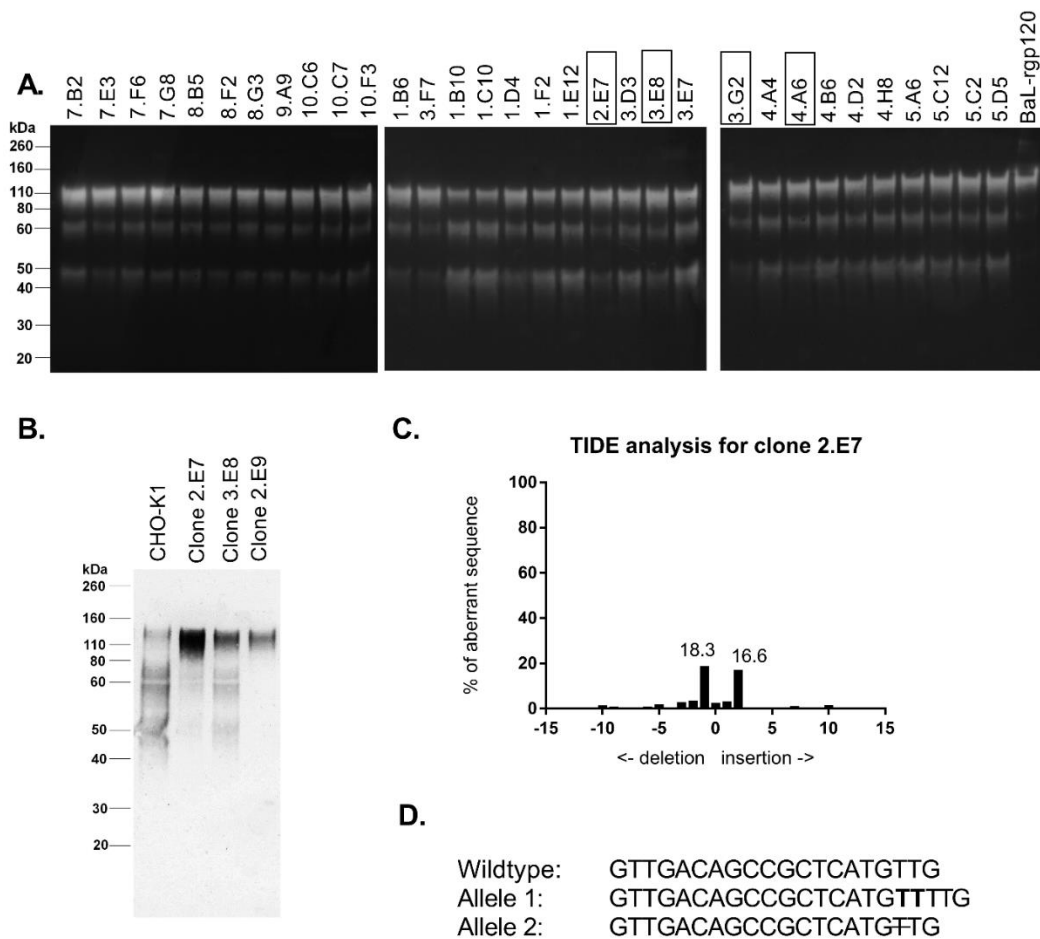 A.
7.B2 7.E3 7.F6 7.G8 8.B5 8.F2 8.G3 9.A9 10.C6 10.C7 10.F3
1.B6 3.F7 1.B10 1.C10 1.D4 1.F2 1.E12 2.E7 3.D3 3.E8 3.E7
3.G2 4.A4 4.A6 4.B6 4.D2 4.H8 5.A6 5.C12 5.C2 5.D5 BaL-rgp120
kDa
260
160
110
80
60
50
40
30
20
B.
CHO-K1 Clone 2.E7 Clone 3.E8 Clone 2.E9
kDa
260
160
110
80
60
50
40
30
20
C.
TIDE analysis for clone 2.E7
% of aberrant sequence
100
80
60
40
20
0
18.3 16.6
-15 -10 -5 0 5 10 15
<- deletion insertion ->
D.
Wildtype: GTTGACAGCCGCTCATGTTG
Allele 1: GTTGACAGCCGCTCATGTTTTG
Allele 2: GTTGACAGCCGCTCATGTTG